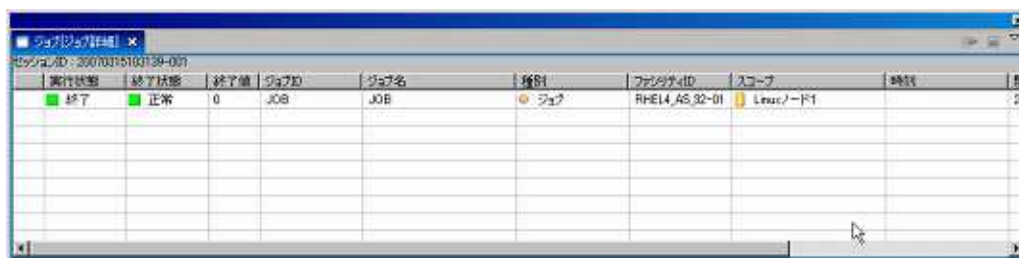 ジョブ[ジョブ詳細]
セッションID : 20070315103139-001
実行状態 終了状態 終了値 ジョブID ジョブ名 種別 ファシリティID スコープ 時刻
終了 正常 0 JOB JOB ジョブ RHEL4_AS_32-01 Linuxノード1 2